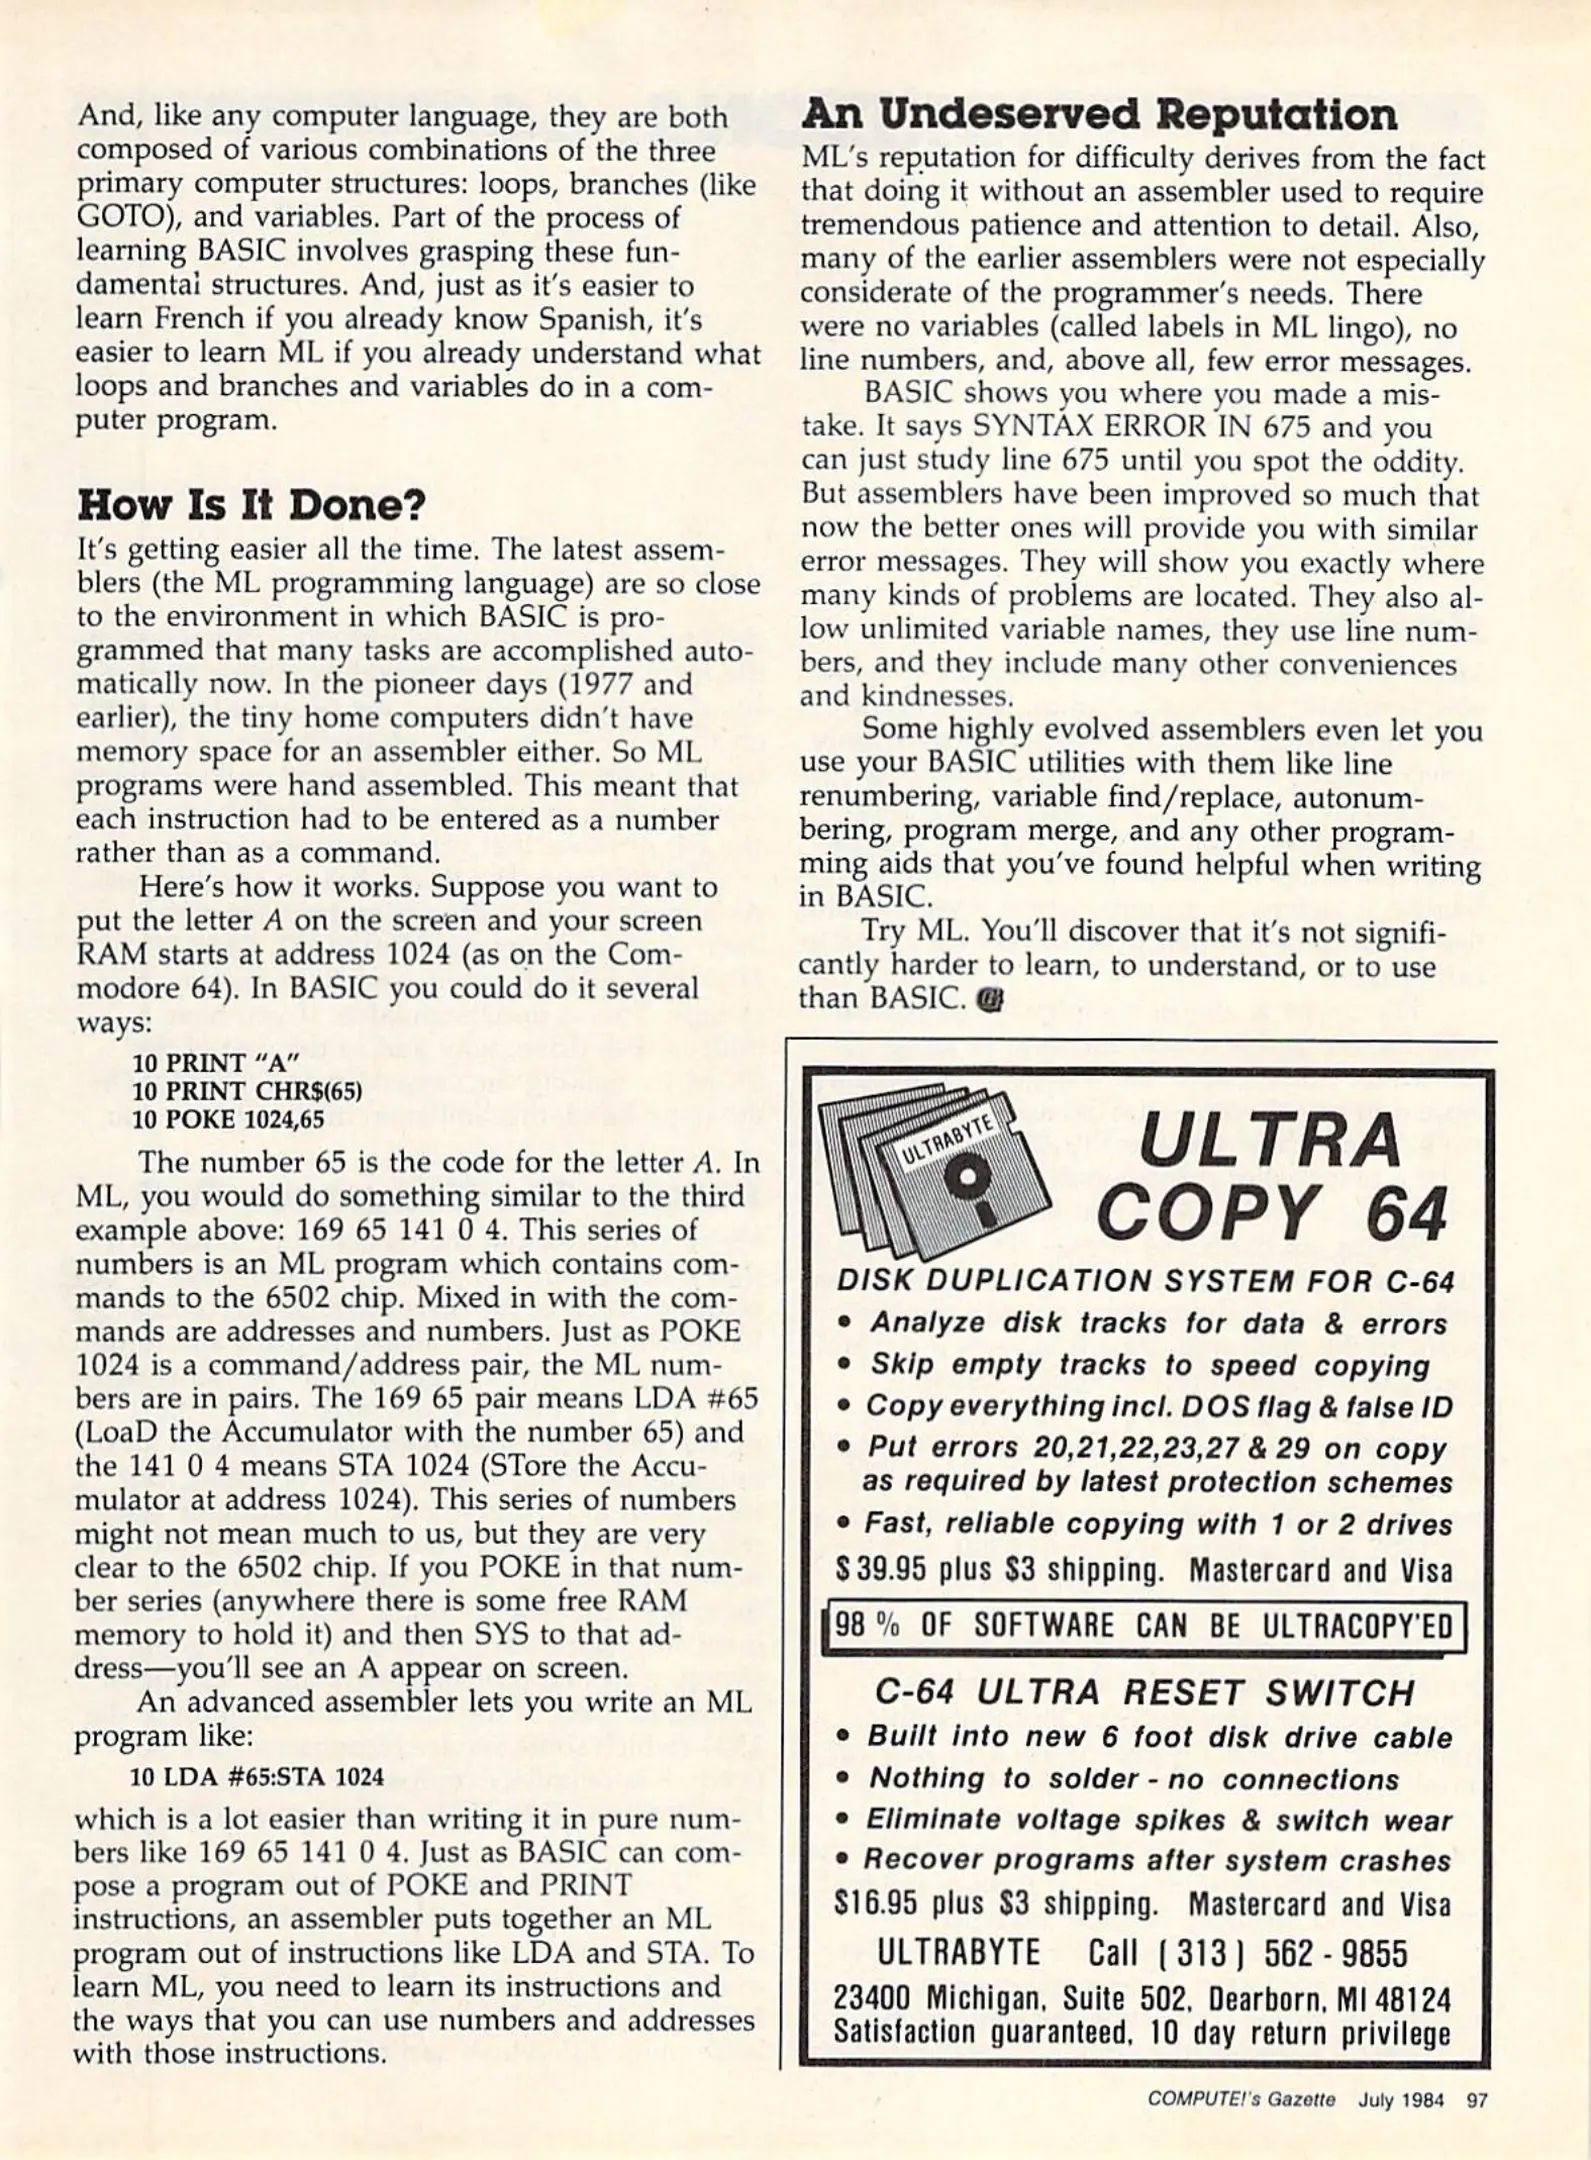 And, like any computer language, they are both
composed of various combinations of the three
primary computer structures: loops, branches (like
GOTO), and variables. Part of the process of
learning BASIC involves grasping these fun-
damental structures. And, just as it's easier to
learn French if you already know Spanish, it's
easier to learn ML if you already understand what
loops and branches and variables do in a com-
puter program.
How Is It Done?
It's getting easier all the time. The latest assem-
blers (the ML programming language) are so close
to the environment in which BASIC is pro-
grammed that many tasks are accomplished auto-
matically now. In the pioneer days (1977 and
earlier), the tiny home computers didn't have
memory space for an assembler either. So ML
programs were hand assembled. This meant that
each instruction had to be entered as a number
rather than as a command.
Here's how it works. Suppose you want to
put the letter A on the screen and your screen
RAM starts at address 1024 (as on the Com-
modore 64). In BASIC you could do it several
ways:
10 PRINT "A"
10 PRINT CHR$(65)
10 POKE 1024,65
The number 65 is the code for the letter A. In
ML, you would do something similar to the third
example above: 169 65 141 0 4. This series of
numbers is an ML program which contains com-
mands to the 6502 chip. Mixed in with the com-
mands are addresses and numbers. Just as POKE
1024 is a command/address pair, the ML num-
bers are in pairs. The 169 65 pair means LDA #65
(LoaD the Accumulator with the number 65) and
the 141 0 4 means STA 1024 (STore the Accu-
mulator at address 1024). This series of numbers
might not mean much to us, but they are very
clear to the 6502 chip. If you POKE in that num-
ber series (anywhere there is some free RAM
memory to hold it) and then SYS to that ad-
dress—you'll see an A appear on screen.
An advanced assembler lets you write an ML
program like:
10 LDA #65:STA 1024
which is a lot easier than writing it in pure num-
bers like 169 65 141 0 4. Just as BASIC can com-
pose a program out of POKE and PRINT
instructions, an assembler puts together an ML
program out of instructions like LDA and STA. To
learn ML, you need to learn its instructions and
the ways that you can use numbers and addresses
with those instructions.
An Undeserved Reputation
ML's reputation for difficulty derives from the fact
that doing it without an assembler used to require
tremendous patience and attention to detail. Also,
many of the earlier assemblers were not especially
considerate of the programmer's needs. There
were no variables (called labels in ML lingo), no
line numbers, and, above all, few error messages.
BASIC shows you where you made a mis-
take. It says SYNTAX ERROR IN 675 and you
can just study line 675 until you spot the oddity.
But assemblers have been improved so much that
now the better ones will provide you with similar
error messages. They will show you exactly where
many kinds of problems are located. They also al-
low unlimited variable names, they use line num-
bers, and they include many other conveniences
and kindnesses.
Some highly evolved assemblers even let you
use your BASIC utilities with them like line
renumbering, variable find/replace, autonum-
bering, program merge, and any other program-
ming aids that you've found helpful when writing
in BASIC.
Try ML. You'll discover that it's not signifi-
cantly harder to learn, to understand, or to use
than BASIC.
ULTRABYTE
ULTRA
COPY 64
DISK DUPLICATION SYSTEM FOR C-64
• Analyze disk tracks for data & errors
• Skip empty tracks to speed copying
• Copy everything incl. DOS flag & false ID
• Put errors 20,21,22,23,27 & 29 on copy
as required by latest protection schemes
• Fast, reliable copying with 1 or 2 drives
$39.95 plus $3 shipping. Mastercard and Visa
98 % OF SOFTWARE CAN BE ULTRACOPY'ED
C-64 ULTRA RESET SWITCH
• Built into new 6 foot disk drive cable
• Nothing to solder - no connections
• Eliminate voltage spikes & switch wear
• Recover programs after system crashes
$16.95 plus $3 shipping. Mastercard and Visa
ULTRABYTE Call (313) 562-9855
23400 Michigan, Suite 502, Dearborn, MI 48124
Satisfaction guaranteed, 10 day return privilege
COMPUTE!'s Gazette July 1984 97